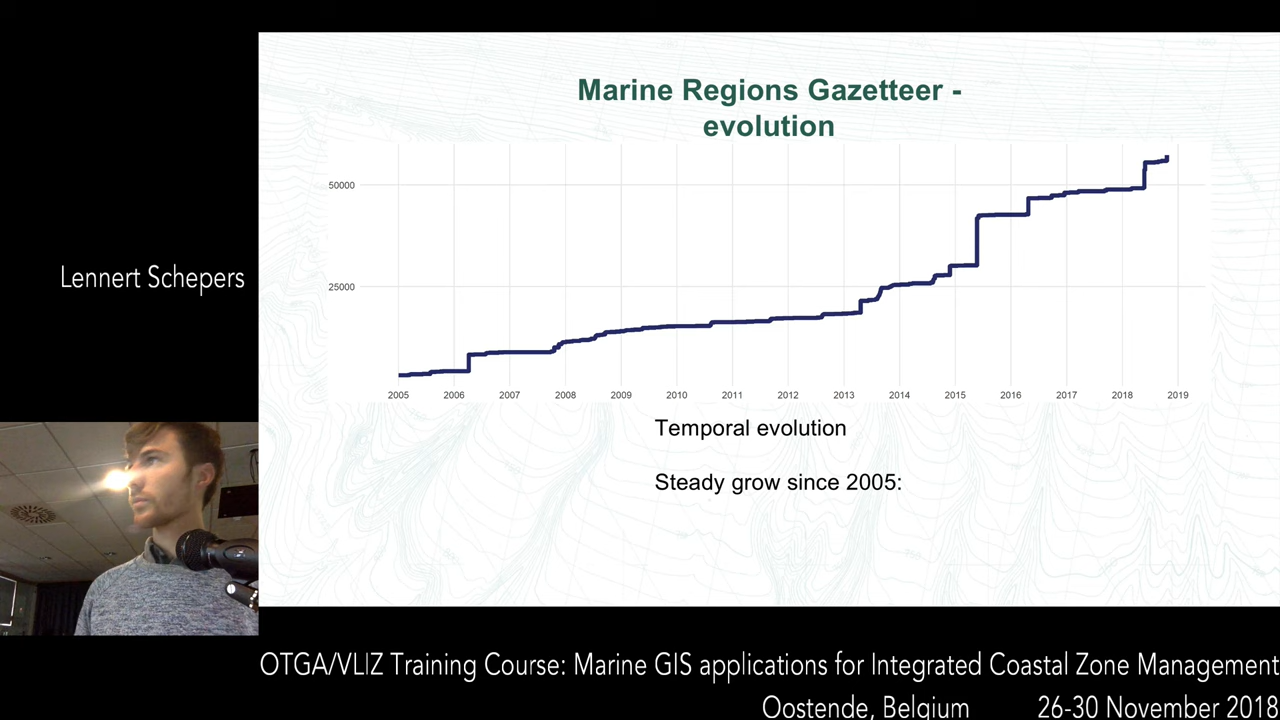 Marine Regions Gazetteer -
evolution
50000
25000
2005 2006 2007 2008 2009 2010 2011 2012 2013 2014 2015 2016 2017 2018 2019
Lennert Schepers
Temporal evolution
Steady grow since 2005:
OTGA/VLIZ Training Course: Marine GIS applications for Integrated Coastal Zone Management
Oostende, Belgium 26-30 November 2018